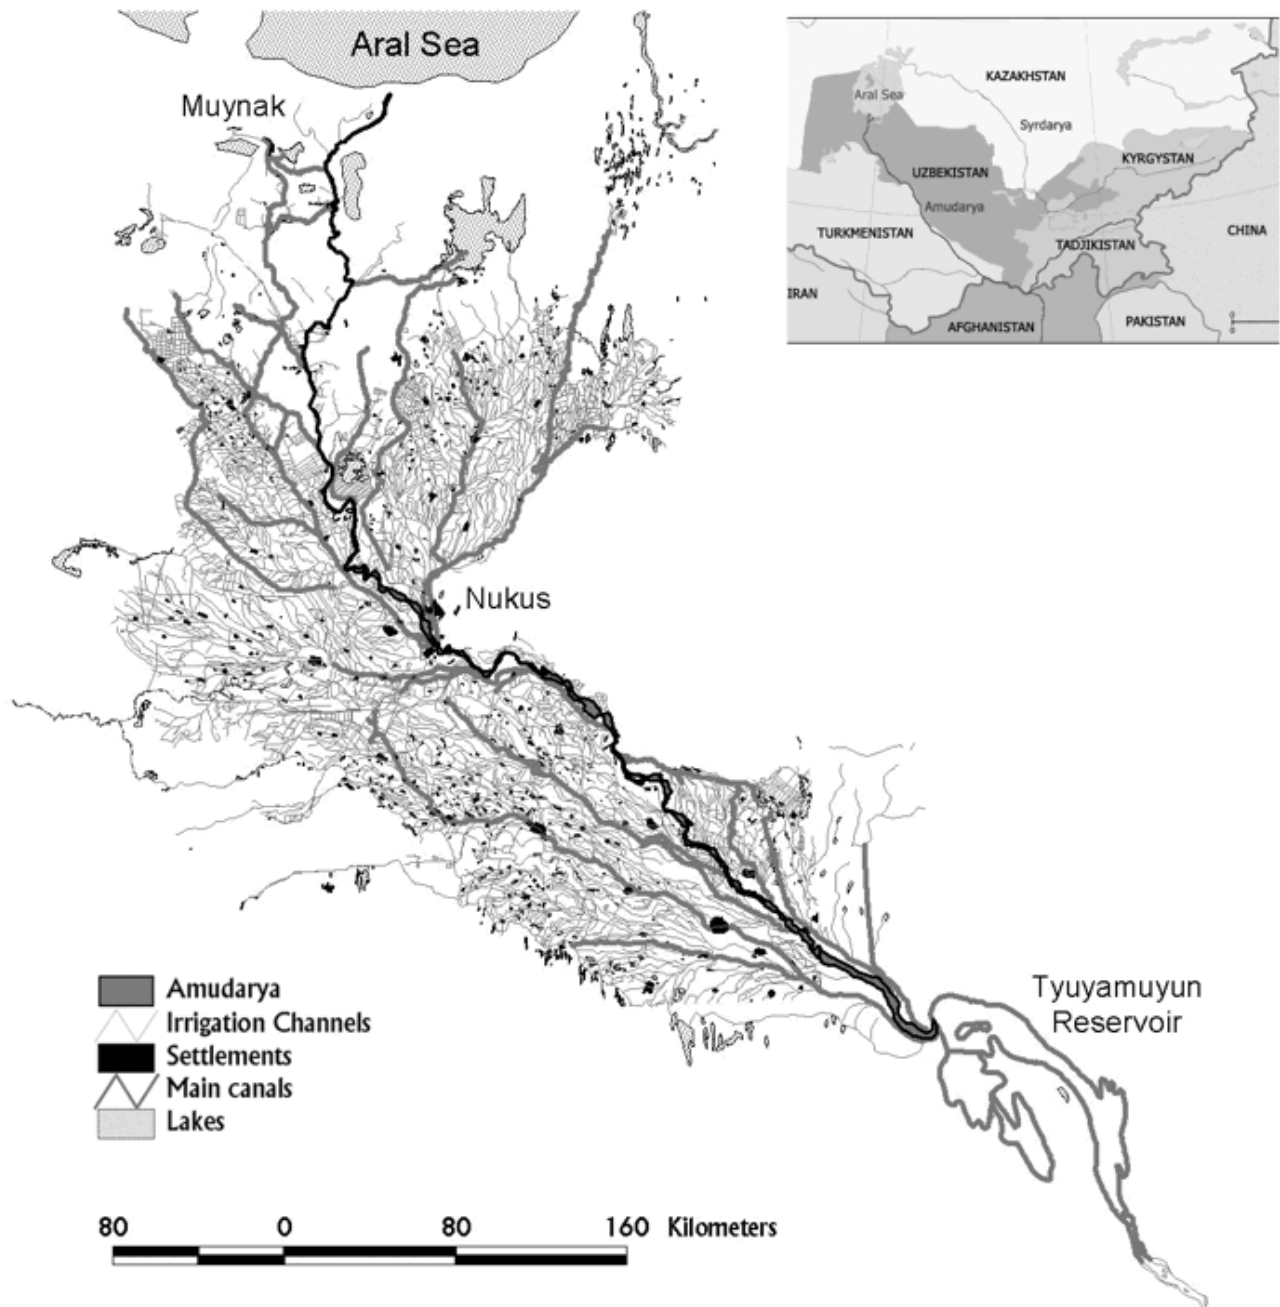 Aral Sea
Muynak
Nukus
Tyuyamuyun
Reservoir
KAZAKHSTAN
Aral Sea
Syrdarya
KYRGYSTAN
UZBEKISTAN
Amudarya
TURKMENISTAN
TADJIKISTAN
CHINA
IRAN
AFGHANISTAN
PAKISTAN
Amudarya
Irrigation Channels
Settlements
Main canals
Lakes
80 0 80 160 Kilometers